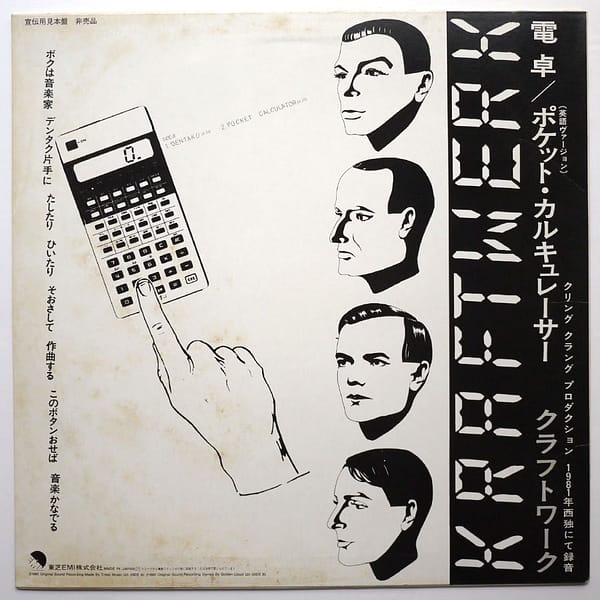 宣伝用見本盤 非売品
ボクは音楽家 デンタク片手に たしたり ひいたり そおさして 作曲する このボタンおせば 音楽かなでる
0.
1.DENTAKU
2.POCKET CALCULATOR
KRAFTWERK
電卓／ポケット・カルキュレーサー
(英語ヴァージョン)
クラフトワーク
クリング クラング プロダクション 1981年西独にて録音
東芝EMI株式会社 MADE IN JAPAN